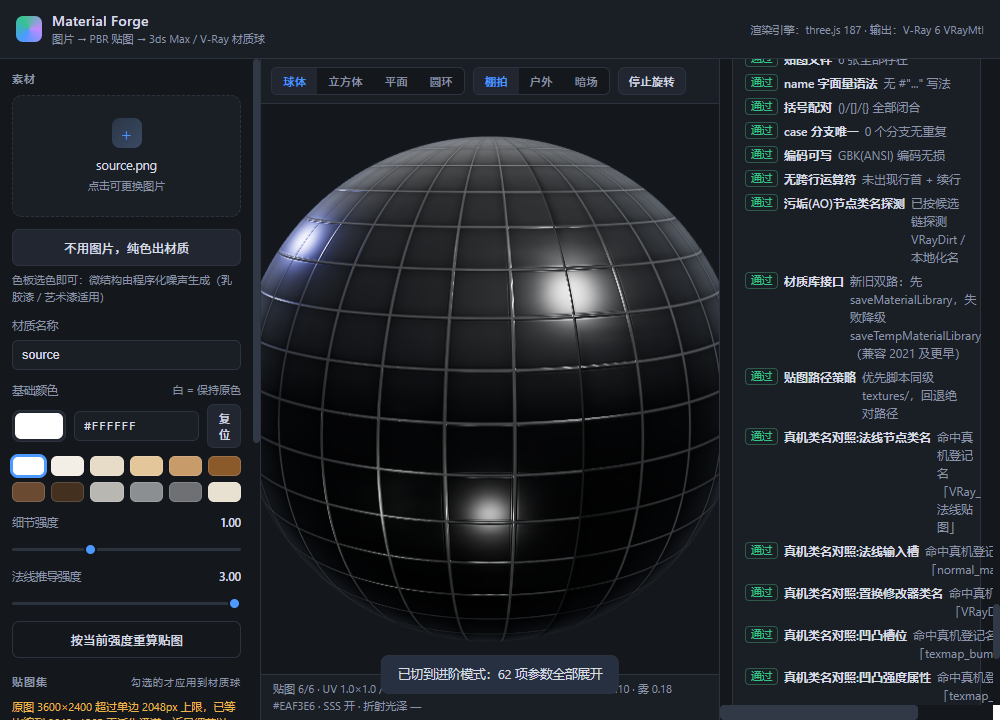 Material Forge
图片 → PBR 贴图 → 3ds Max / V-Ray 材质球
渲染引擎：three.js 187 · 输出：V-Ray 6 VRayMtl
素材
+
source.png
点击可更换图片
不用图片，纯色出材质
色板选色即可：微结构由程序化噪声生成（乳
胶漆 / 艺术漆适用）
材质名称
source
基础颜色 白 = 保持原色
#FFFFFF
复
位
细节强度 1.00
法线推导强度 3.00
按当前强度重算贴图
贴图集 勾选的才应用到材质球
原图 3600×2400 超过单边 2048px 上限，已等
球体 立方体 平面 圆环 棚拍 户外 暗场 停止旋转
已切到进阶模式：62 项参数全部展开
贴图 6/6 · UV 1.0×1.0 / .10 · 雾 0.18
#EAF3E6 · SSS 开 · 折射光泽 —
通过 贴图文件 6 张全部存在
通过 name 字面量语法 无 #"..." 写法
通过 括号配对 ()/[]/{} 全部闭合
通过 case 分支唯一 0 个分支无重复
通过 编码可写 GBK(ANSI) 编码无损
通过 无跨行运算符 未出现行首 + 续行
通过 污垢(AO)节点类名探测 已按候选
链探测
VRayDirt /
本地化名
通过 材质库接口 新旧双路：先
saveMaterialLibrary，失
败降级
saveTempMaterialLibrary
（兼容 2021 及更早）
通过 贴图路径策略 优先脚本同级
textures/，回退绝
对路径
通过 真机类名对照:法线节点类名 命中真
机登记
名
「VRay_
法线贴
图」
通过 真机类名对照:法线输入槽 命中真机登记
「normal_ma
通过 真机类名对照:置换修改器类名 命中真机
「VRayD
通过 真机类名对照:凹凸槽位 命中真机登记名
「texmap_bum
通过 真机类名对照:凹凸强度属性 命中真机登
「texmap_